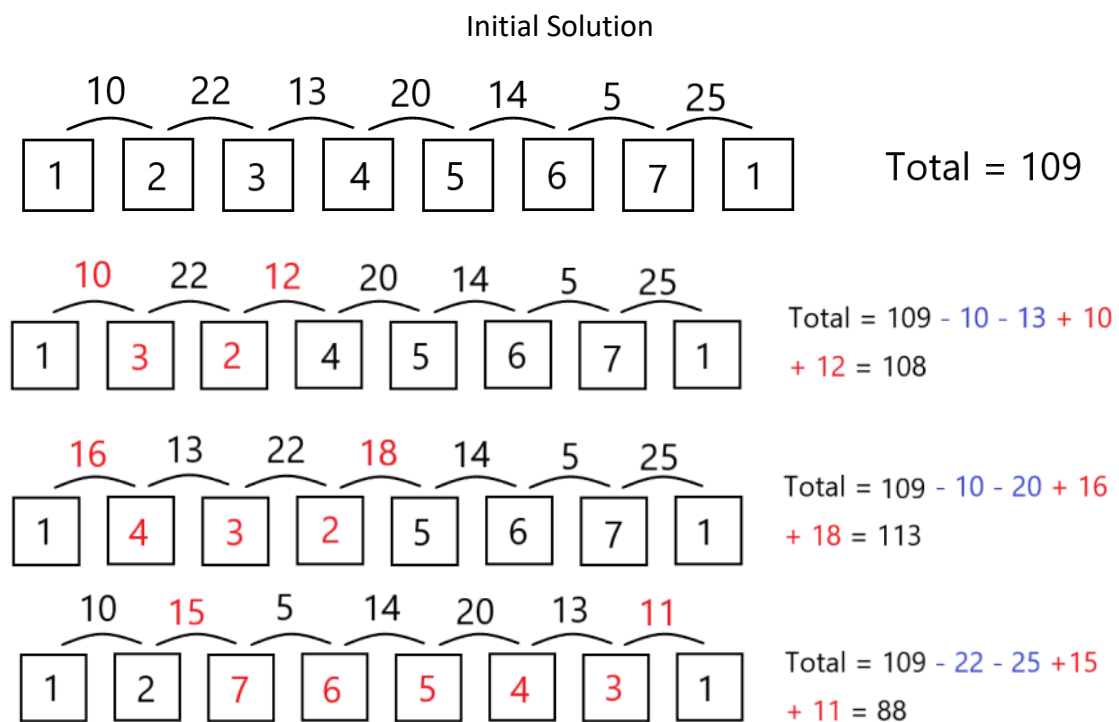 Initial Solution
10 22 13 20 14 5 25
1 2 3 4 5 6 7 1 Total = 109
10 22 12 20 14 5 25
1 3 2 4 5 6 7 1
Total = 109 - 10 - 13 + 10
+ 12 = 108
16 13 22 18 14 5 25
1 4 3 2 5 6 7 1
Total = 109 - 10 - 20 + 16
+ 18 = 113
10 15 5 14 20 13 11
1 2 7 6 5 4 3 1
Total = 109 - 22 - 25 +15
+ 11 = 88